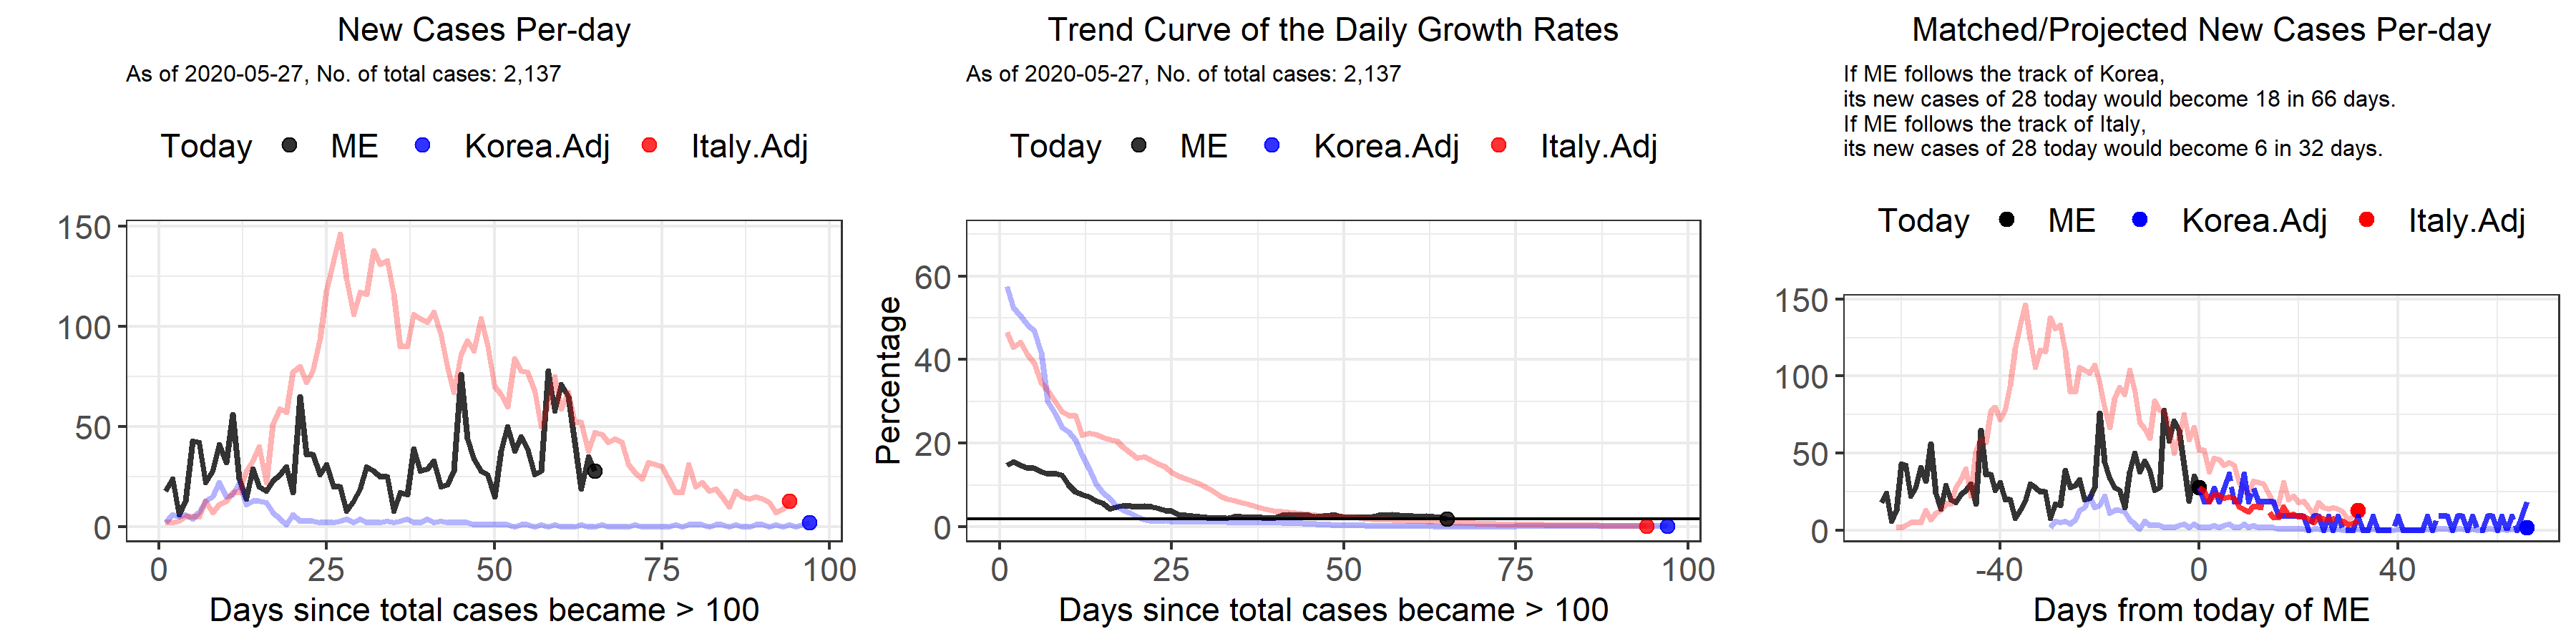 New Cases Per-day
As of 2020-05-27, No. of total cases: 2,137
Today ME Korea.Adj Italy.Adj
150
100
50
0
0 25 50 75 100
Days since total cases became > 100
Trend Curve of the Daily Growth Rates
As of 2020-05-27, No. of total cases: 2,137
Today ME Korea.Adj Italy.Adj
Percentage
60
40
20
0
0 25 50 75 100
Days since total cases became > 100
Matched/Projected New Cases Per-day
If ME follows the track of Korea,
its new cases of 28 today would become 18 in 66 days.
If ME follows the track of Italy,
its new cases of 28 today would become 6 in 32 days.
Today ME Korea.Adj Italy.Adj
150
100
50
0
-40 0 40
Days from today of ME